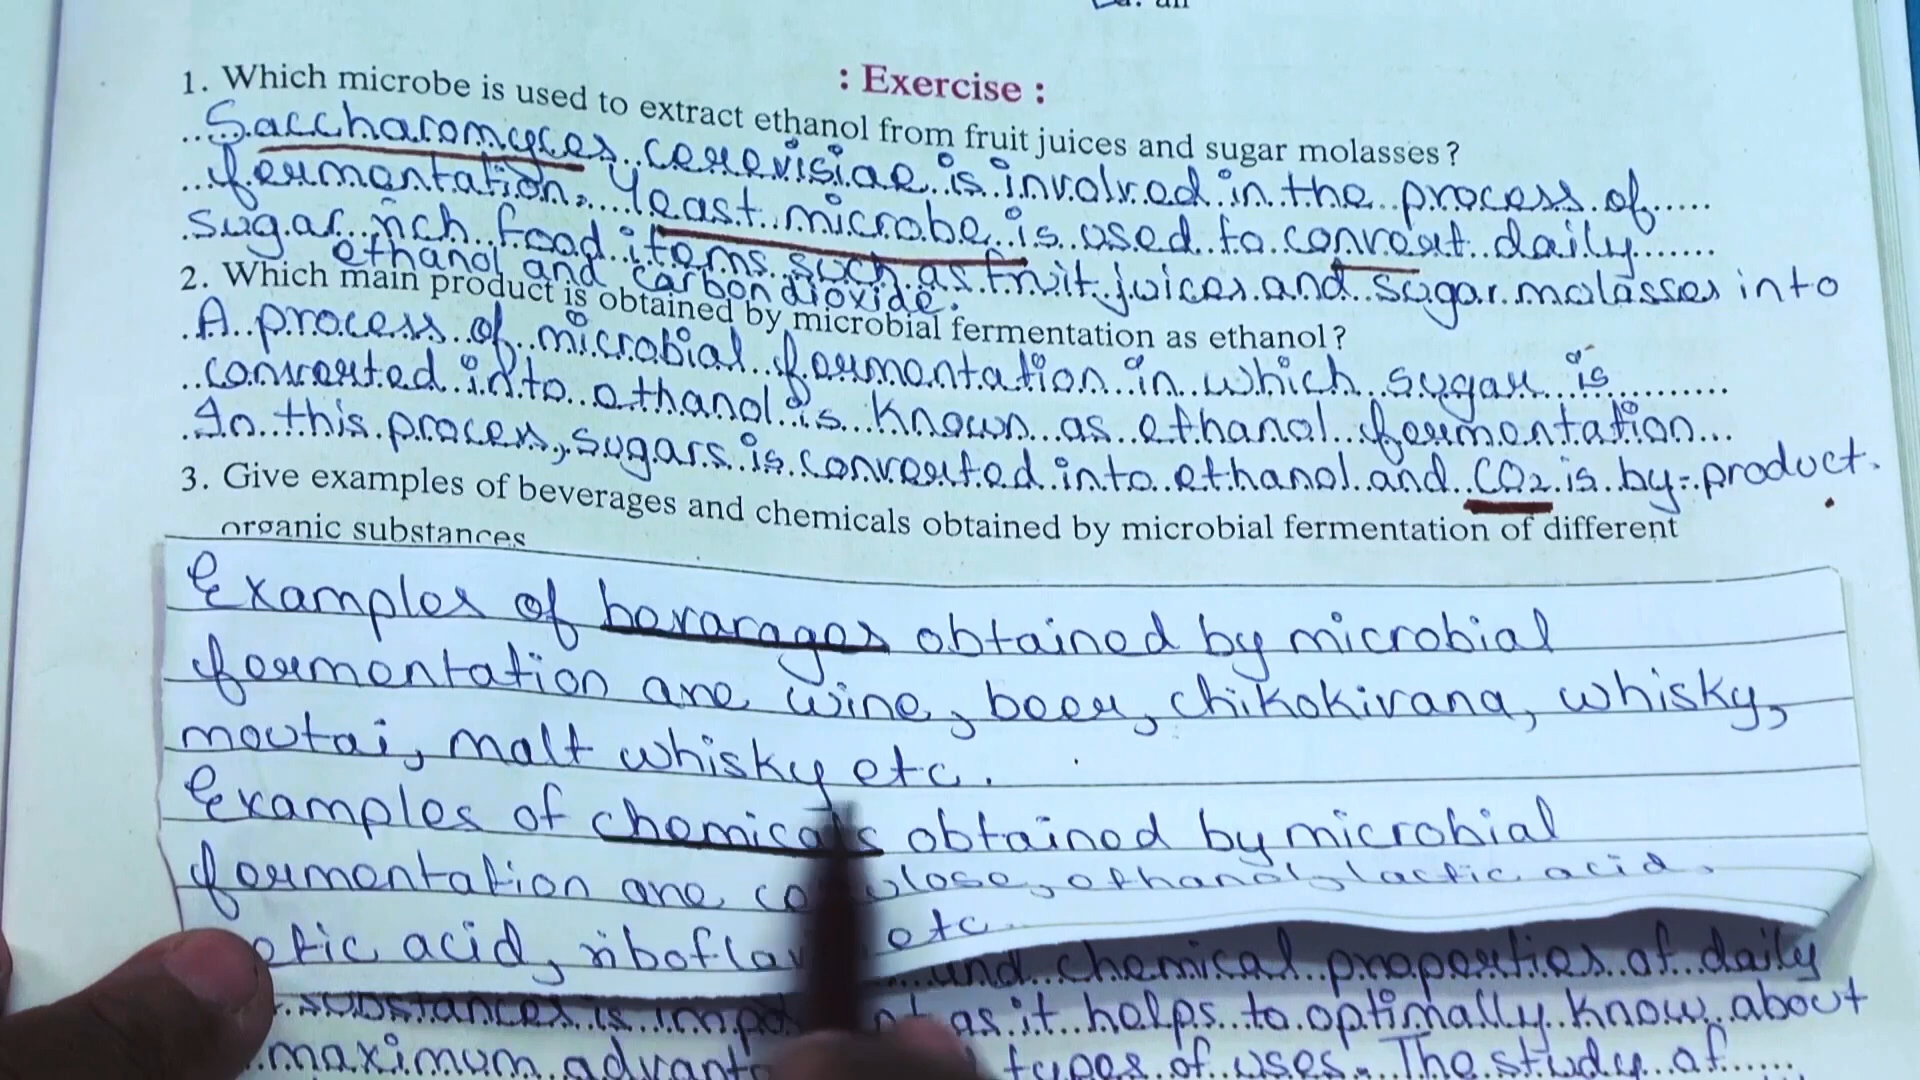 : Exercise :
1. Which microbe is used to extract ethanol from fruit juices and sugar molasses?
Saccharomyces cerevisiae is involved in the process of
fermentation. Yeast microbe is used to convert daily
sugar rich food items such as fruit juices and sugar molasses into
ethanol and carbon dioxide.
2. Which main product is obtained by microbial fermentation as ethanol?
A process of microbial fermentation in which sugar is
converted into ethanol is known as ethanol fermentation
In this process, sugars is converted into ethanol and CO2 is by-product.
3. Give examples of beverages and chemicals obtained by microbial fermentation of different
organic substances
Examples of bevarages obtained by microbial
fermentation are wine, beer, chikokivana, whisky,
moutai, malt whisky etc.
Examples of chemicals obtained by microbial
fermentation are ethanol, lactic acid,
acid, etc.
and chemical properties of daily
substances is as it helps to optimally know about
maximum types of uses. The study of